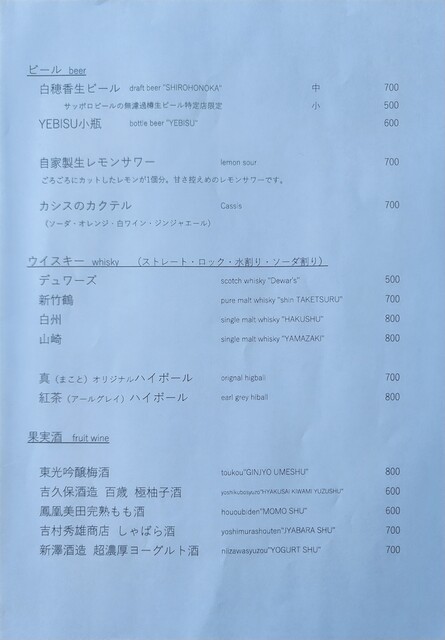 ビール beer
白穂香生ビール draft beer "SHIROHONOKA" 中 700
サッポロビールの無濾過樽生ビール特定店限定 小 500
YEBISU小瓶 bottle beer "YEBISU" 600
自家製生レモンサワー lemon sour 700
ごろごろにカットしたレモンが1個分。甘さ控えめのレモンサワーです。
カシスのカクテル Cassis 700
（ソーダ・オレンジ・白ワイン・ジンジャエール）
ウイスキー whisky （ストレート・ロック・水割り・ソーダ割り）
デュワーズ scotch whisky "Dewar's" 500
新竹鶴 pure malt whisky "shin TAKETSURU" 700
白州 single malt whisky "HAKUSHU" 800
山崎 single malt whisky "YAMAZAKI" 800
真（まこと）オリジナルハイボール orignal higball 700
紅茶（アールグレイ）ハイボール earl grey hiball 800
果実酒 fruit wine
東光吟醸梅酒 toukou"GINJYO UMESHU" 800
吉久保酒造 百歳 極柚子酒 yoshikubosyuzo"HYAKUSAI KIWAMI YUZUSHU" 600
鳳凰美田完熟もも酒 hououbiden"MOMO SHU" 600
吉村秀雄商店 じゃばら酒 yoshimurashouten"JYABARA SHU" 700
新澤酒造 超濃厚ヨーグルト酒 niizawasyuzou"YOGURT SHU" 700